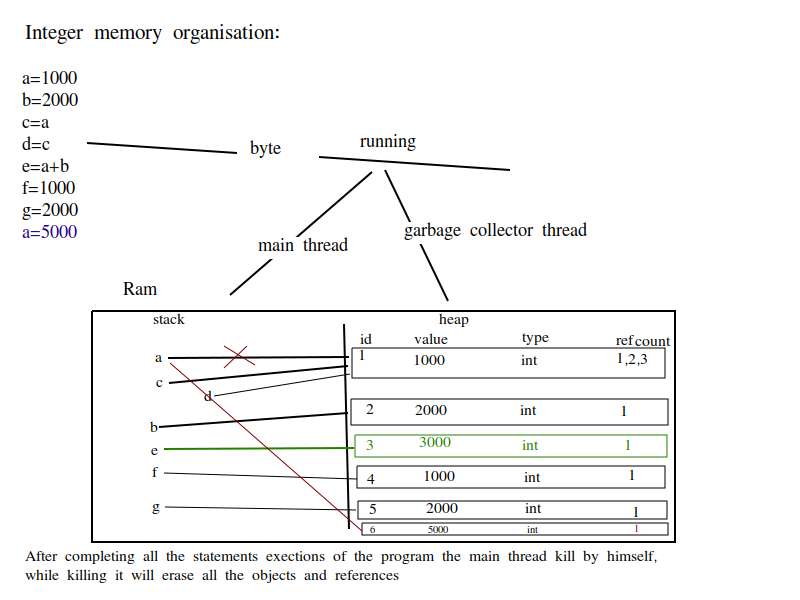 Integer memory organisation:
a=1000
b=2000
c=a
d=c
e=a+b
f=1000
g=2000
a=5000
byte
running
main thread
garbage collector thread
Ram
stack
heap
id value type refcount
a
1 1000 int 1,2,3
c
d
b
2 2000 int 1
e
3 3000 int 1
f
4 1000 int 1
g
5 2000 int 1
6 5000 int 1
After completing all the statements exections of the program the main thread kill by himself,
while killing it will erase all the objects and references